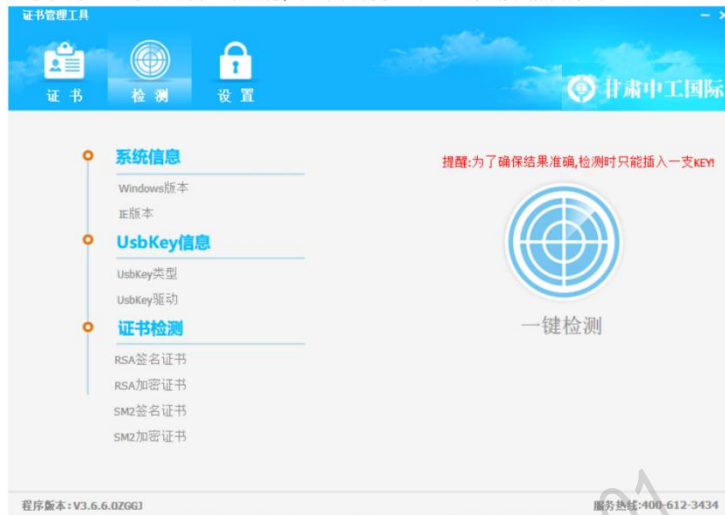 证书管理工具
证书
检测
设置
甘肃中工国际
系统信息
Windows版本
IE版本
UsbKey信息
UsbKey类型
UsbKey驱动
证书检测
RSA签名证书
RSA加密证书
SM2签名证书
SM2加密证书
提醒:为了确保结果准确,检测时只能插入一支KEY!
一键检测
程序版本:V3.6.6.0ZGGJ
服务热线:400-612-3434